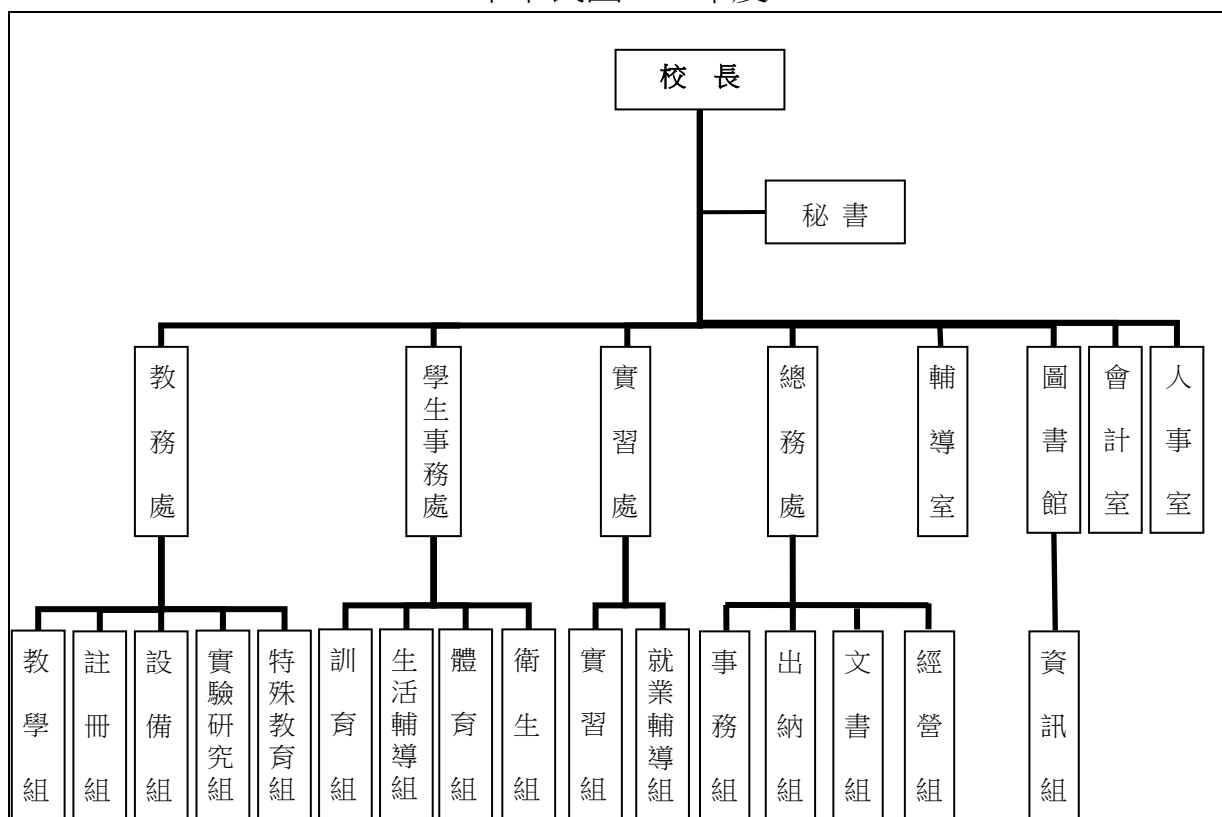 校 長
秘 書
教務處
學生事務處
實習處
總務處
輔導室
圖書館
會計室
人事室
教學組
註冊組
設備組
實驗研究組
特殊教育組
訓育組
生活輔導組
體育組
衛生組
實習組
就業輔導組
事務組
出納組
文書組
經營組
資訊組